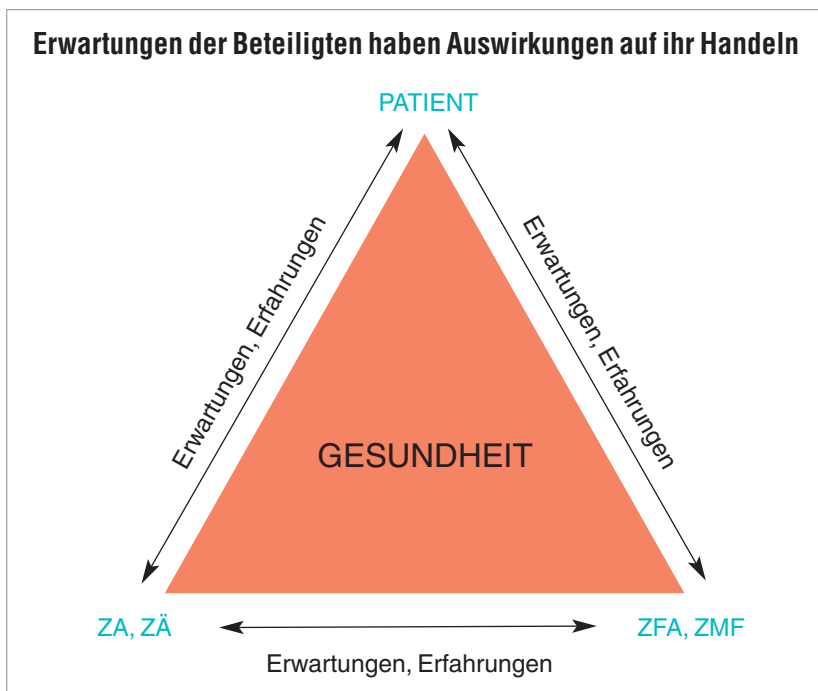 Erwartungen der Beteiligten haben Auswirkungen auf ihr Handeln
PATIENT
Erwartungen, Erfahrungen
Erwartungen, Erfahrungen
GESUNDHEIT
ZA, ZÄ
ZFA, ZMF
Erwartungen, Erfahrungen